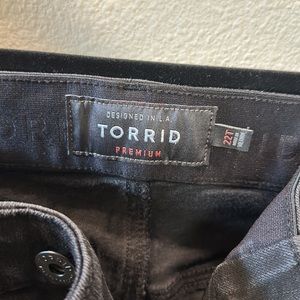 DESIGNED IN L.A.
TORRID
PREMIUM
22T